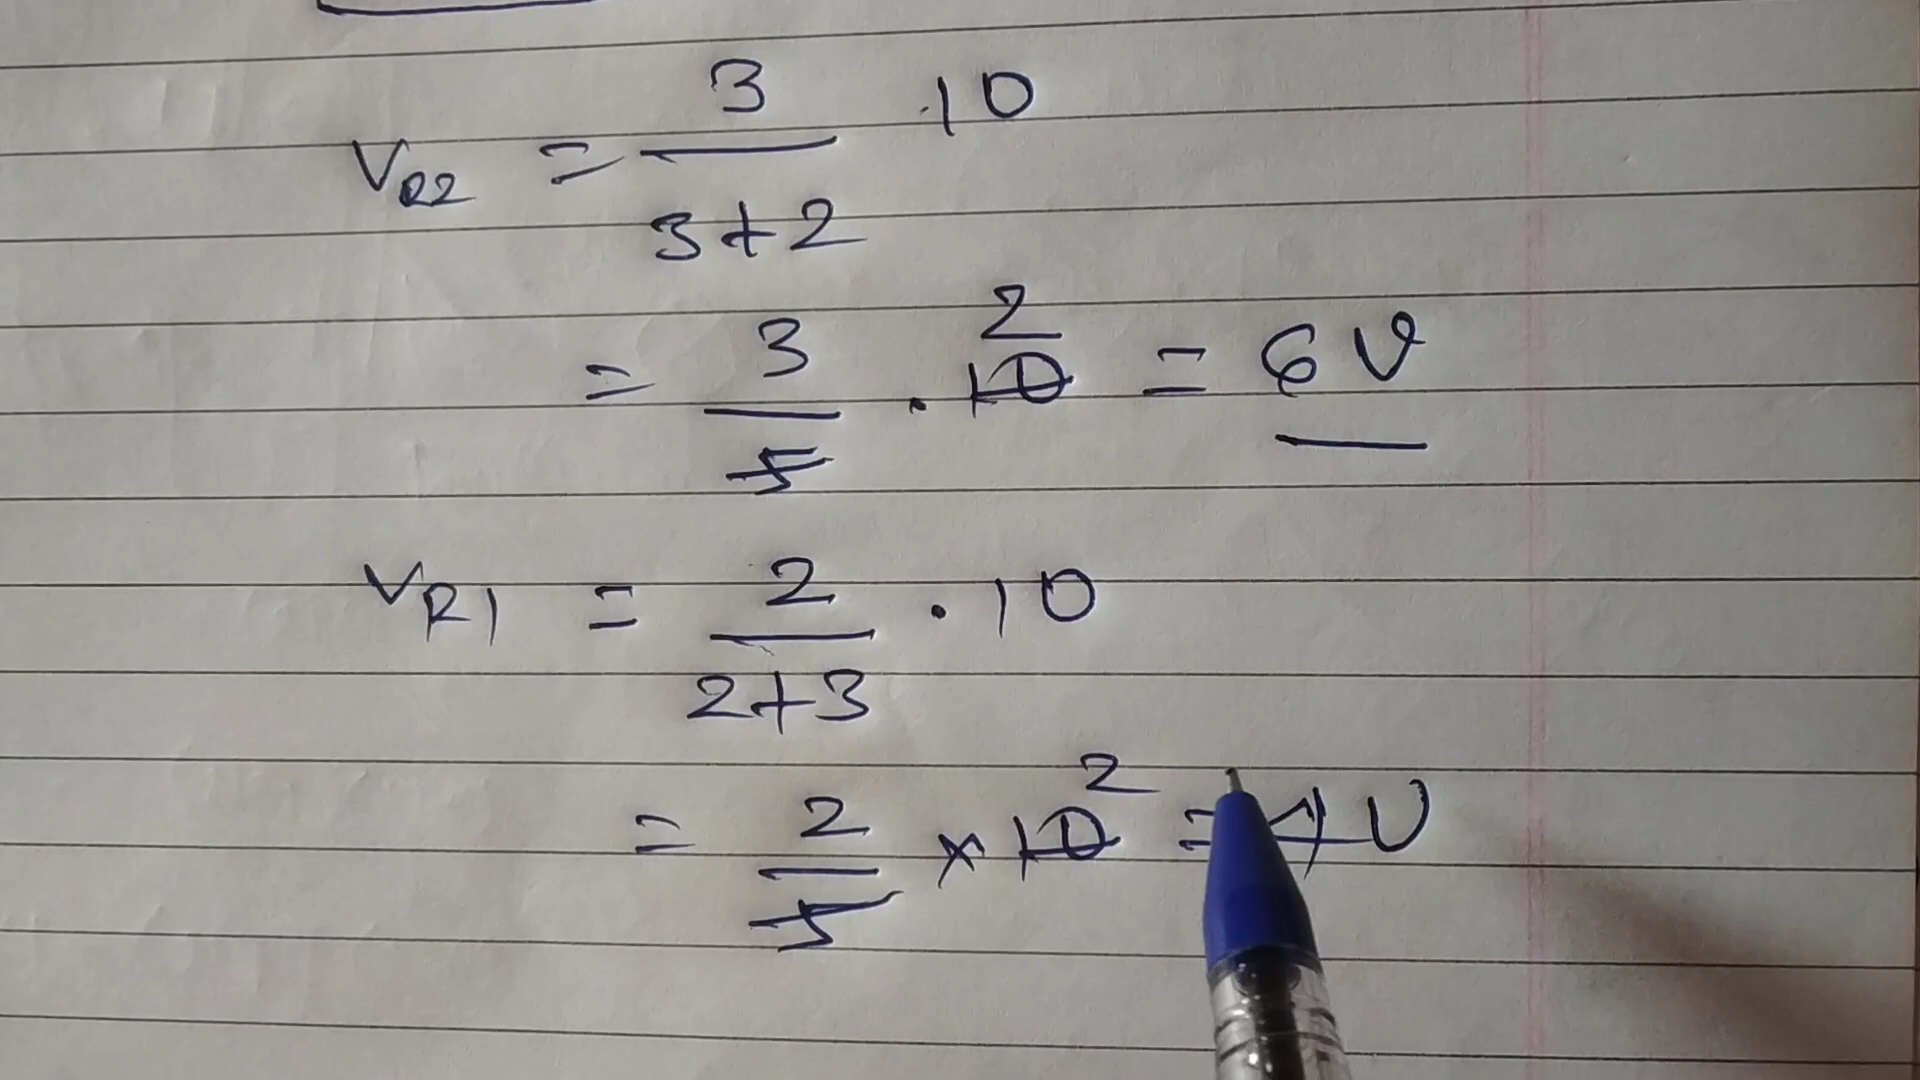 V_R2 = 3/(3+2) · 10
= 3/5 · 10 2 = 6V
V_R1 = 2/(2+3) · 10
= 2/5 × 10 2 = 4V